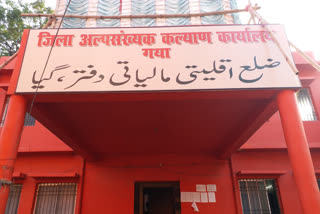 जिला अल्पसंख्यक कल्याण कार्यालय
गया
ضلع اقلیتی مالیاتی دفتر، گیا